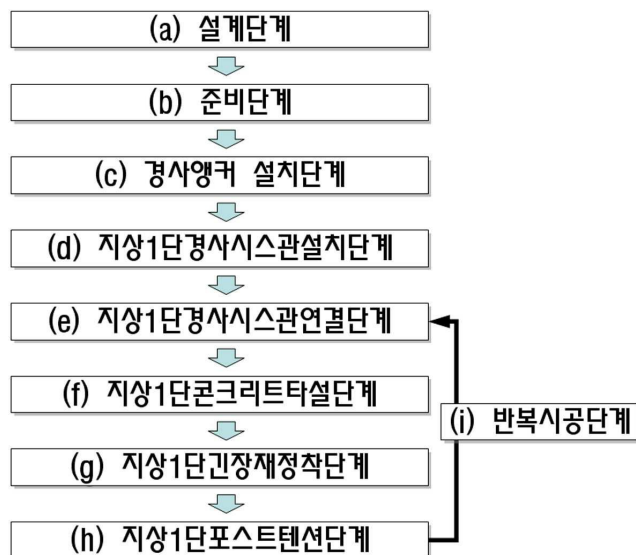 (a) 설계단계
(b) 준비단계
(c) 경사앵커 설치단계
(d) 지상1단경사시스관설치단계
(e) 지상1단경사시스관연결단계
(f) 지상1단콘크리트타설단계
(i) 반복시공단계
(g) 지상1단긴장재정착단계
(h) 지상1단포스트텐션단계